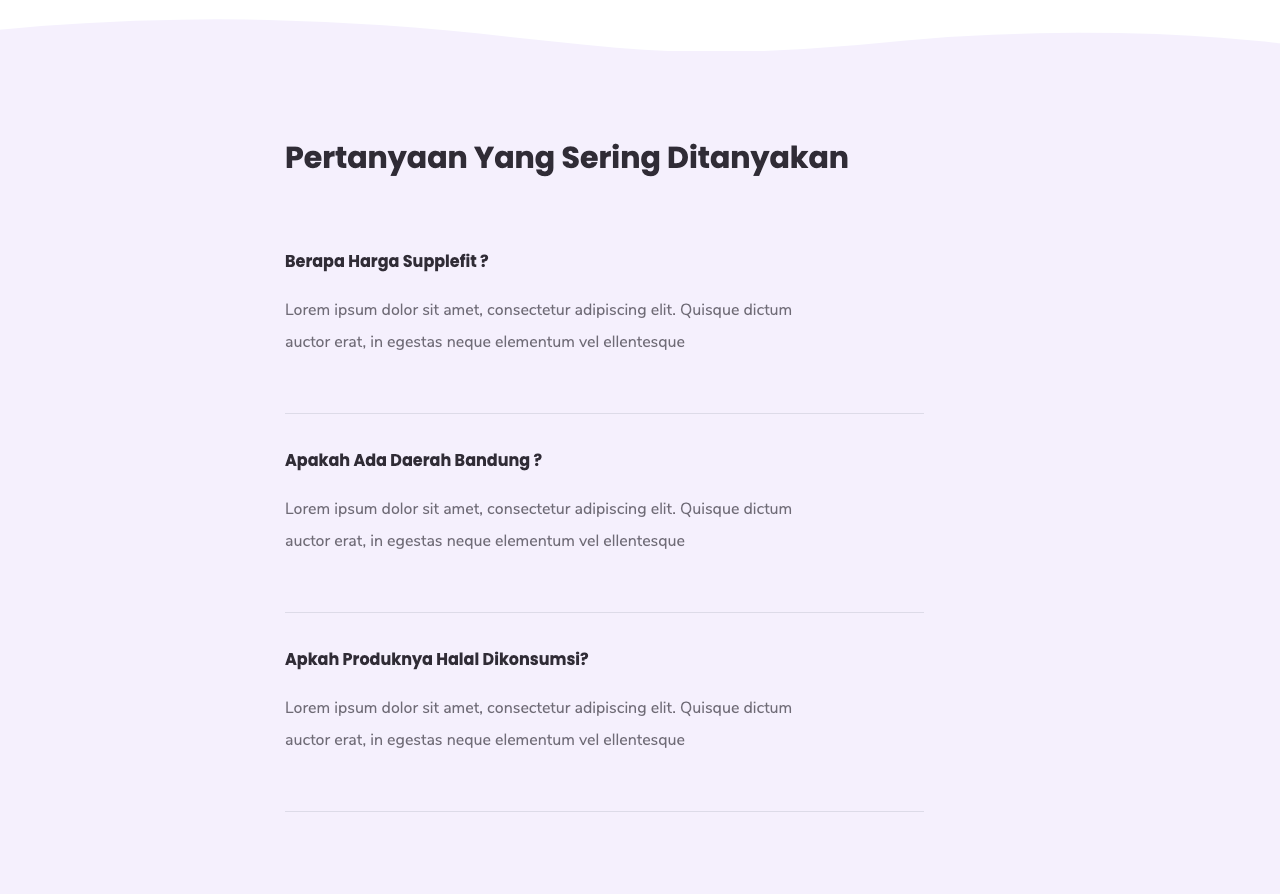 Pertanyaan Yang Sering Ditanyakan
Berapa Harga Supplefit ?
Lorem ipsum dolor sit amet, consectetur adipiscing elit. Quisque dictum
auctor erat, in egestas neque elementum vel ellentesque
Apakah Ada Daerah Bandung ?
Lorem ipsum dolor sit amet, consectetur adipiscing elit. Quisque dictum
auctor erat, in egestas neque elementum vel ellentesque
Apkah Produknya Halal Dikonsumsi?
Lorem ipsum dolor sit amet, consectetur adipiscing elit. Quisque dictum
auctor erat, in egestas neque elementum vel ellentesque